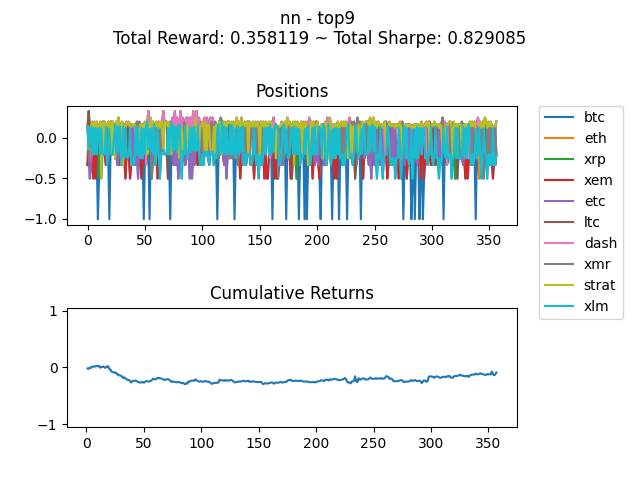 nn - top9
Total Reward: 0.358119 ~ Total Sharpe: 0.829085
Positions
0.0
−0.5
−1.0
0 50 100 150 200 250 300 350
btc
eth
xrp
xem
etc
ltc
dash
xmr
strat
xlm
Cumulative Returns
1
0
−1
0 50 100 150 200 250 300 350